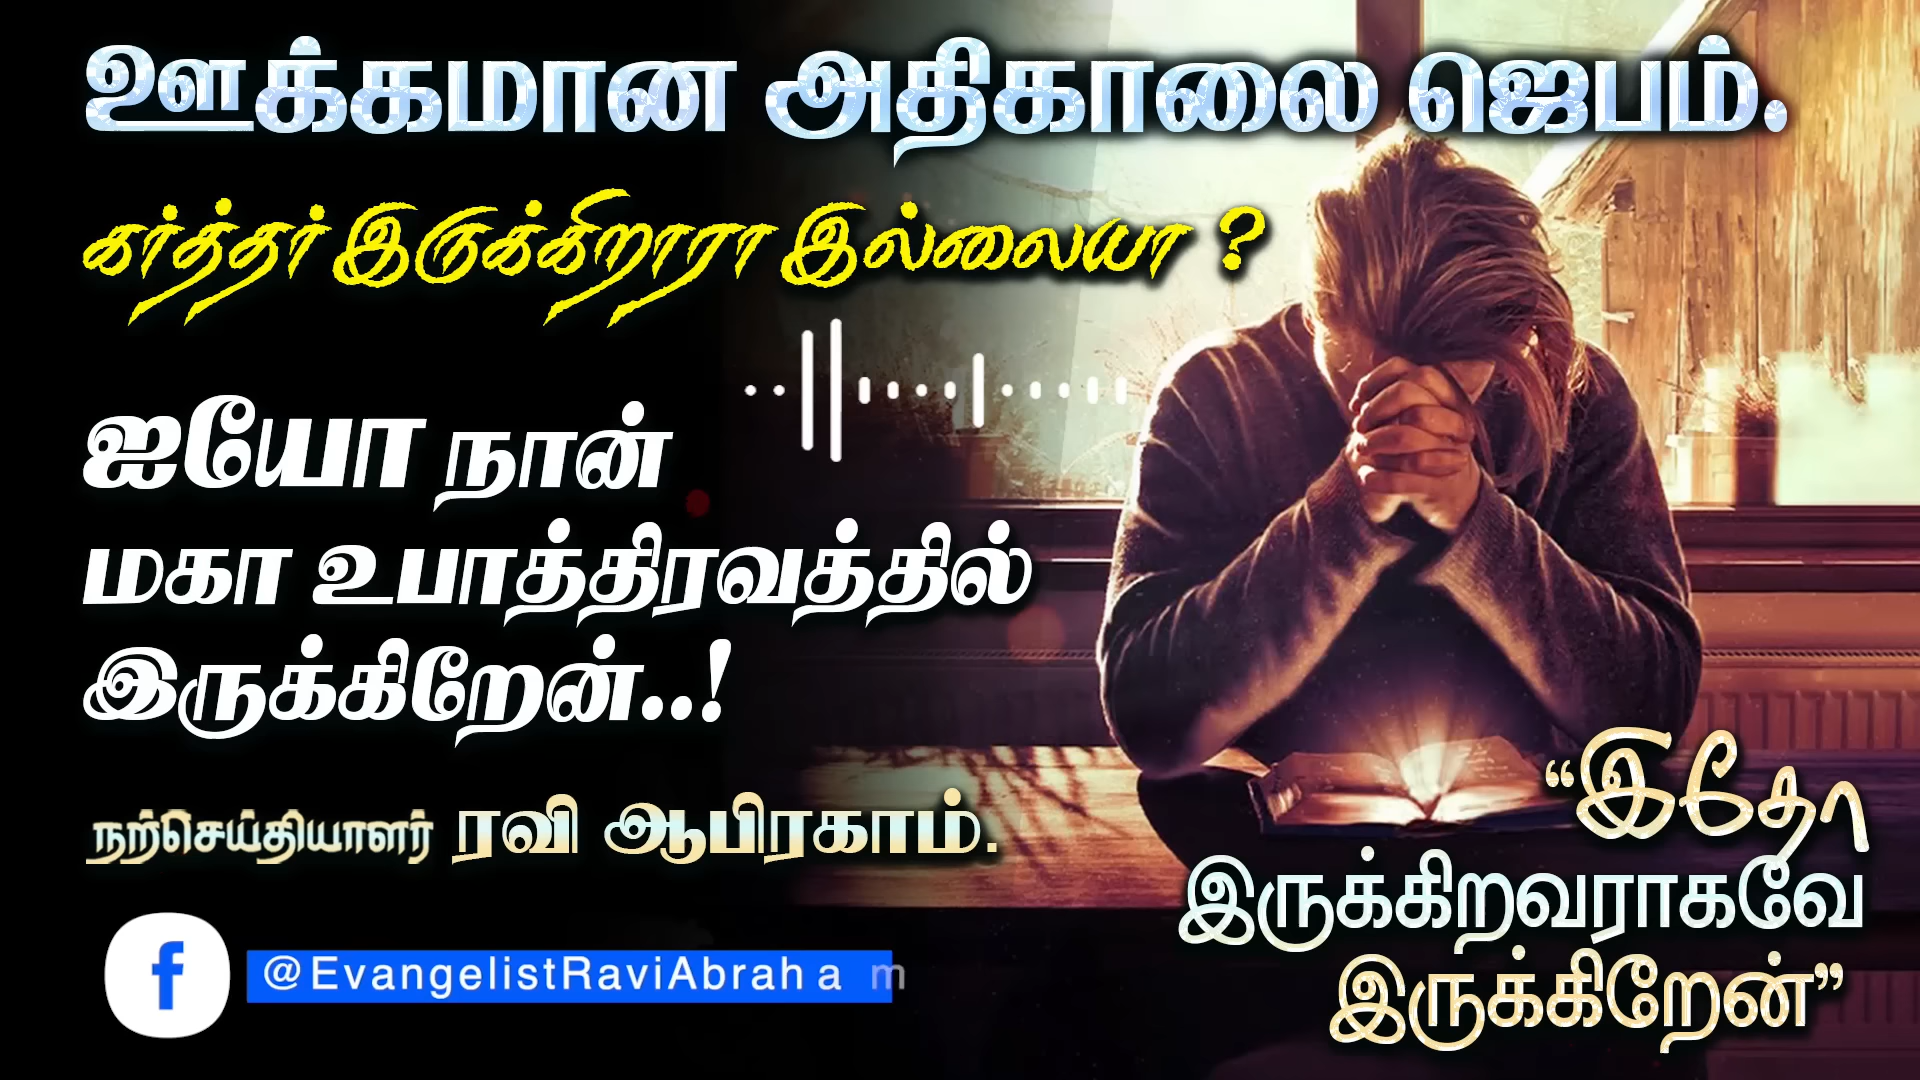 ஊக்கமான அதிகாலை ஜெபம்.
கர்த்தர் இருக்கிறாரா இல்லையா ?
ஐயோ நான்
மகா உபாத்திரவத்தில்
இருக்கிறேன்..!
நற்செய்தியாளர் ரவி ஆபிரகாம்.
f @EvangelistRaviAbraham
“இதோ
இருக்கிறவராகவே
இருக்கிறேன்”